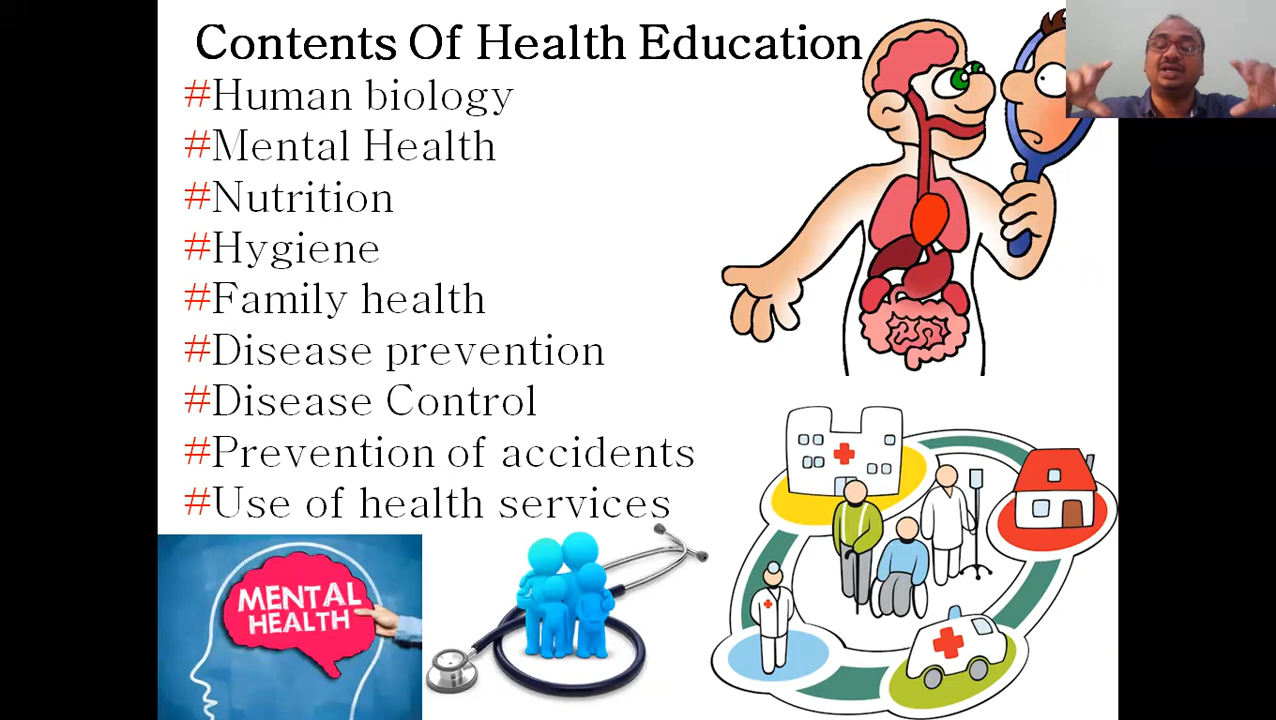 Contents Of Health Education
#Human biology
#Mental Health
#Nutrition
#Hygiene
#Family health
#Disease prevention
#Disease Control
#Prevention of accidents
#Use of health services
MENTAL
HEALTH